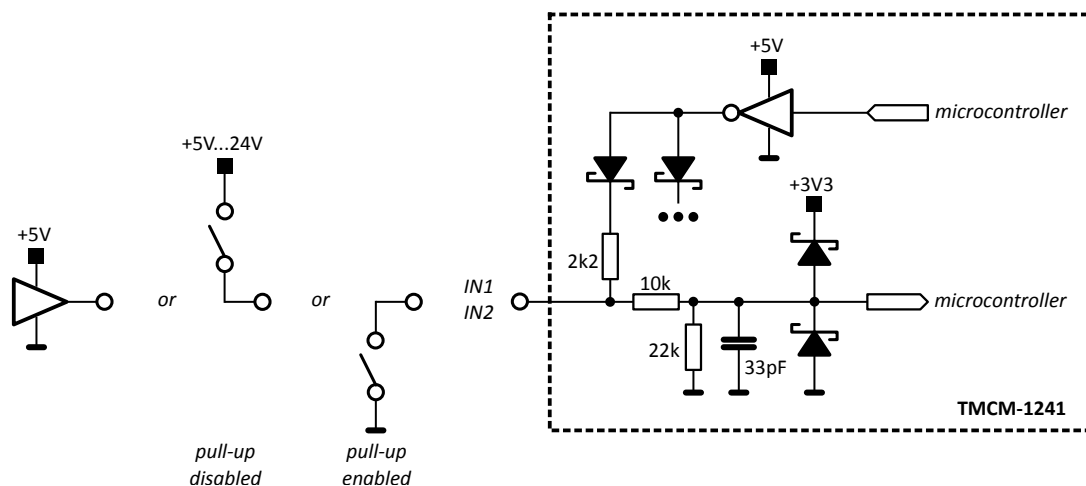 +5V
microcontroller
+5V...24V
+3V3
+5V
2k2
10k
or
or
IN1
IN2
microcontroller
22k
33pF
TMCM-1241
pull-up
disabled
pull-up
enabled